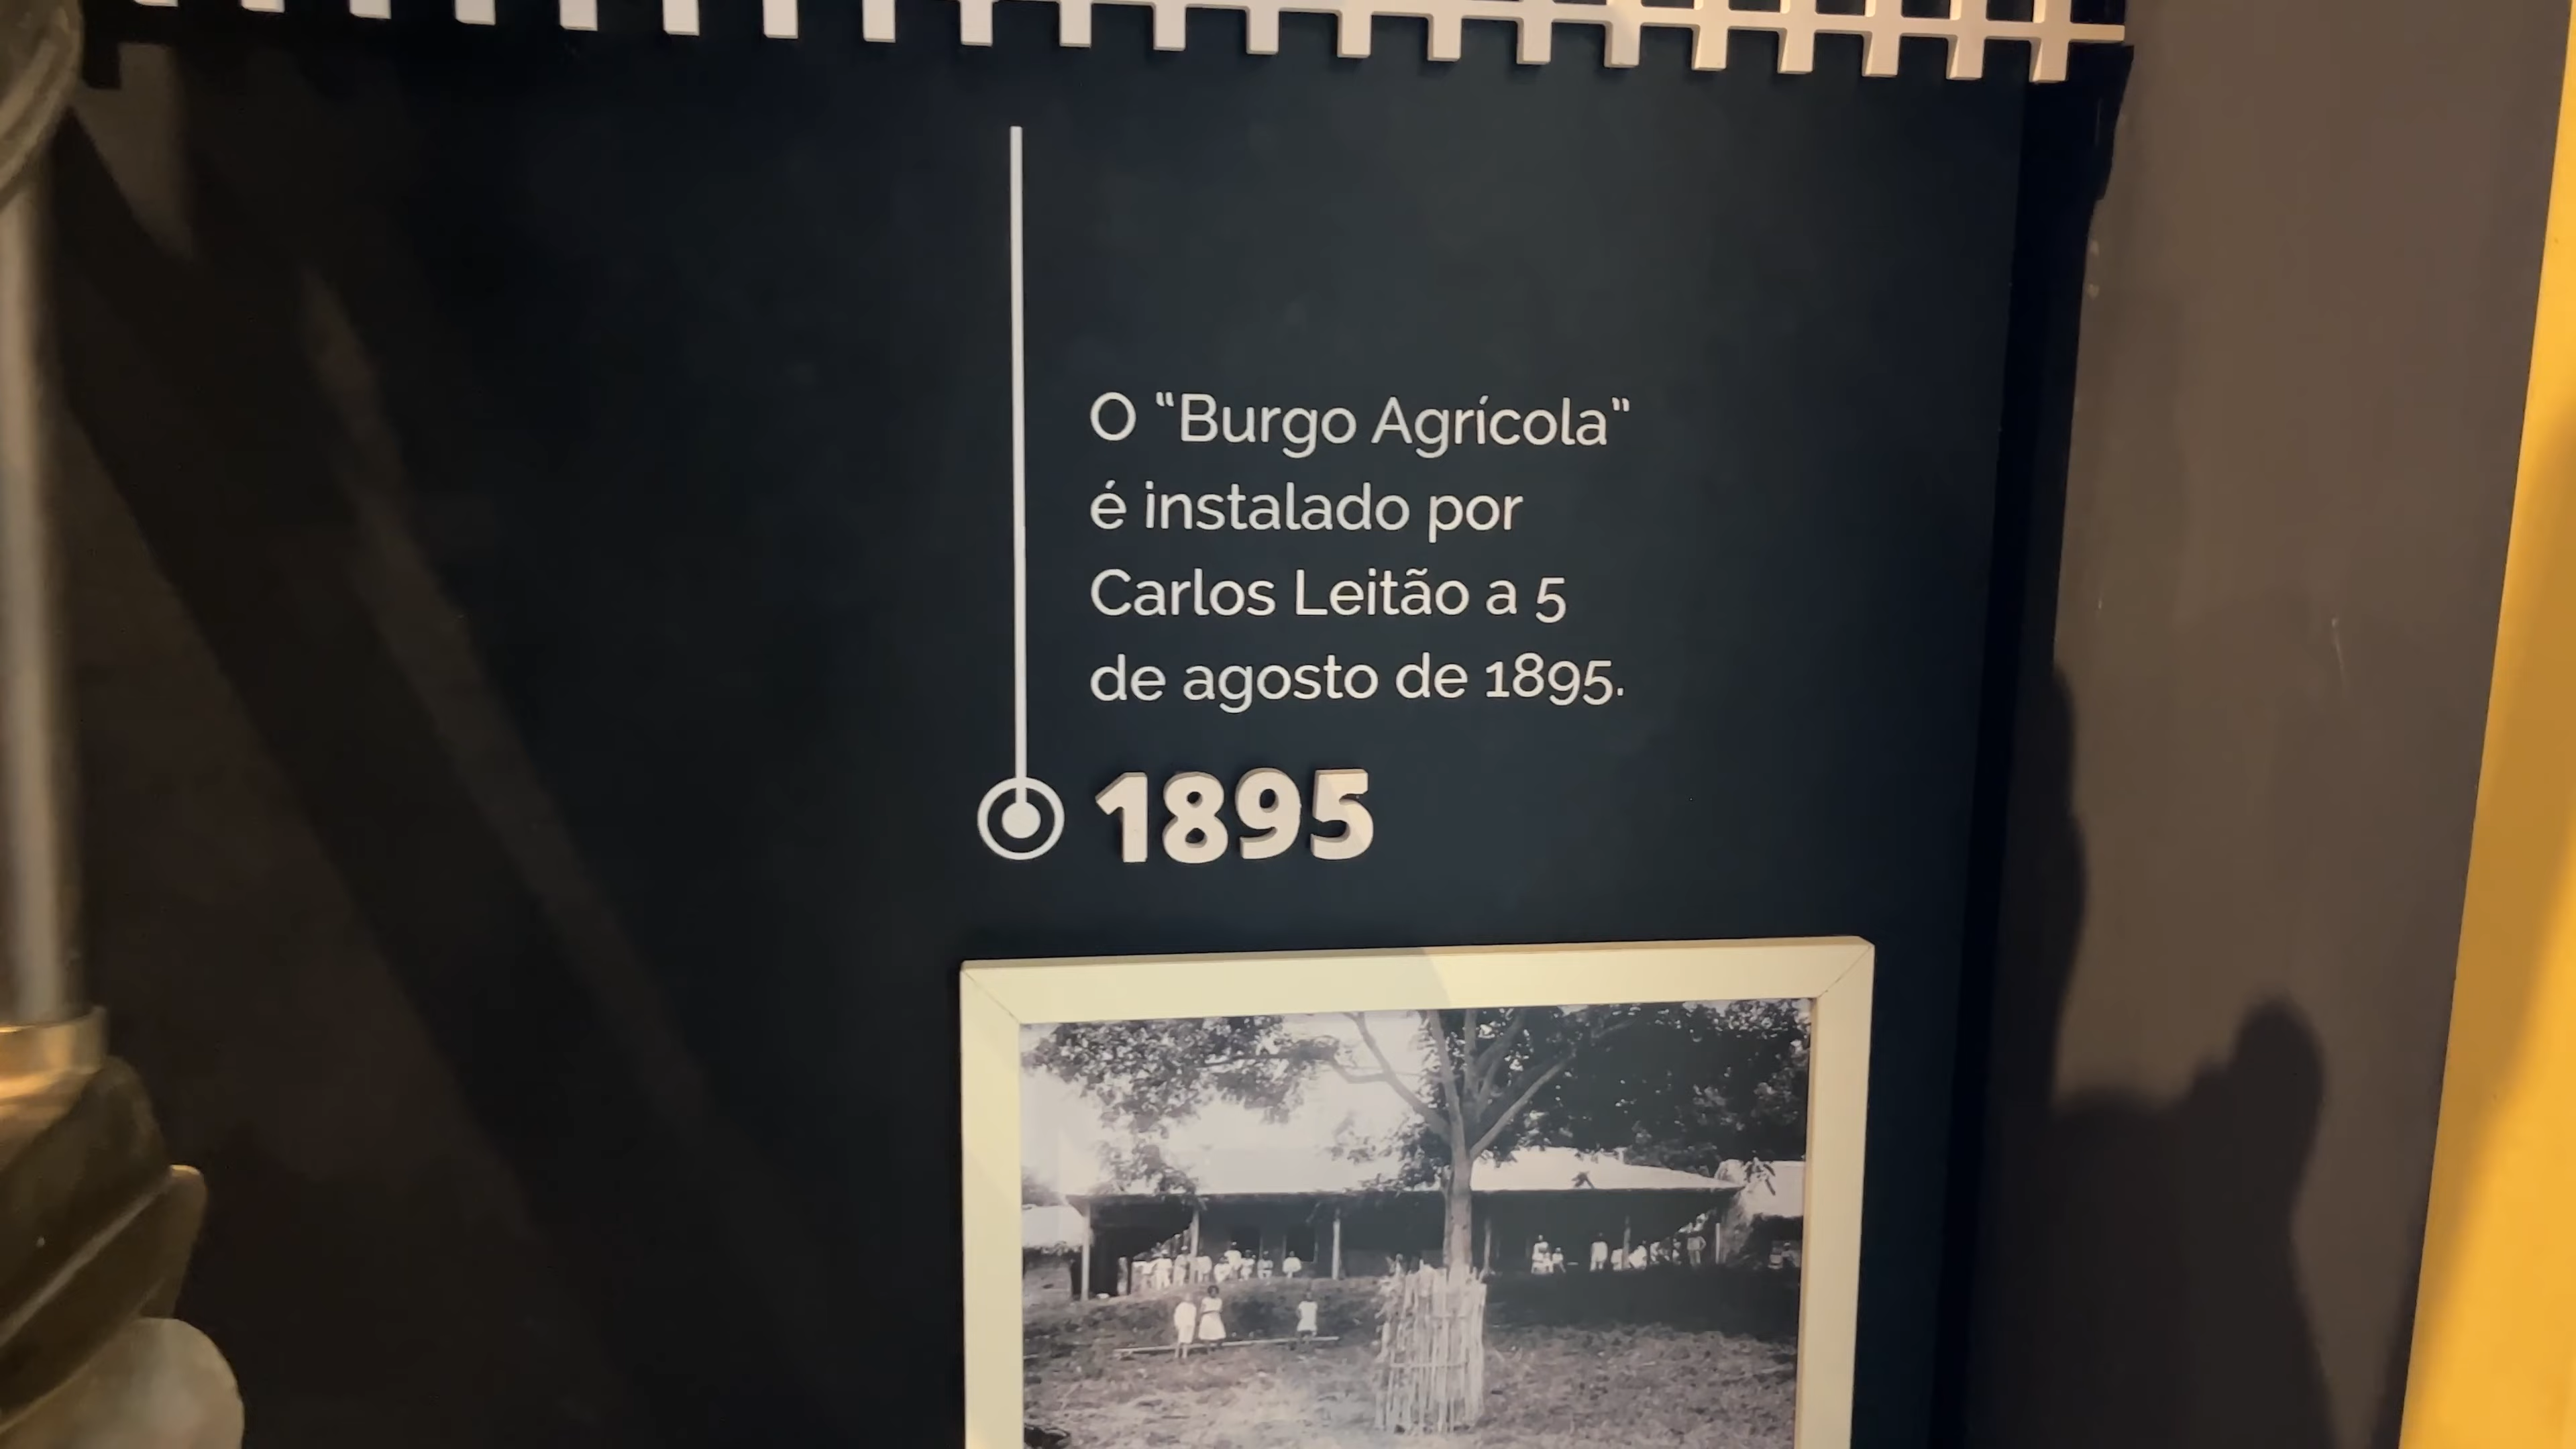 O “Burgo Agrícola”
é instalado por
Carlos Leitão a 5
de agosto de 1895.
1895